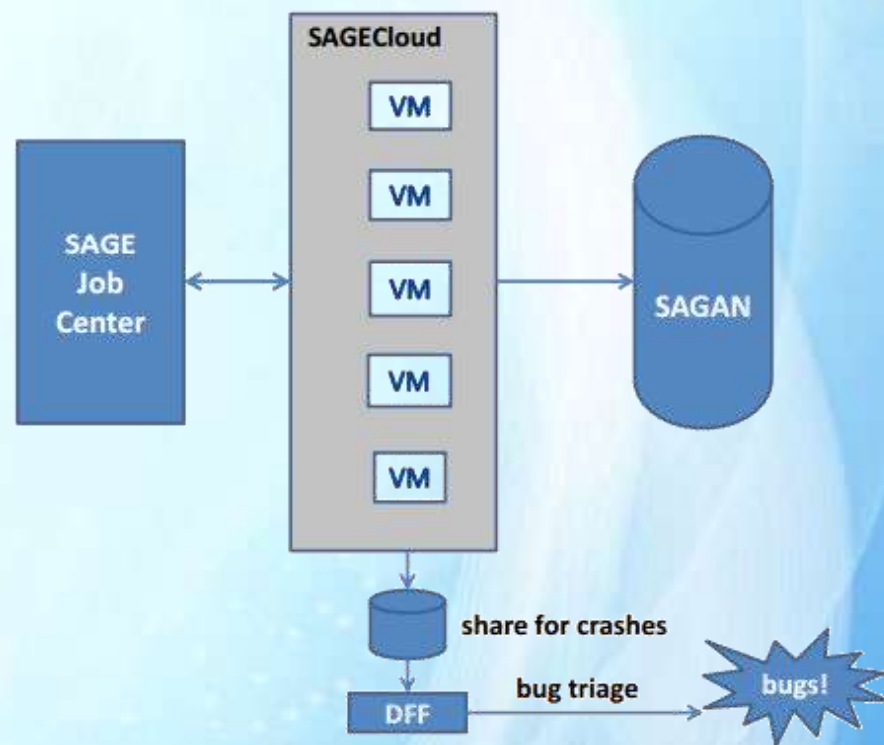 SAGECloud
VM
VM
VM
VM
VM
SAGE
Job
Center
SAGAN
share for crashes
DFF
bug triage
bugs!